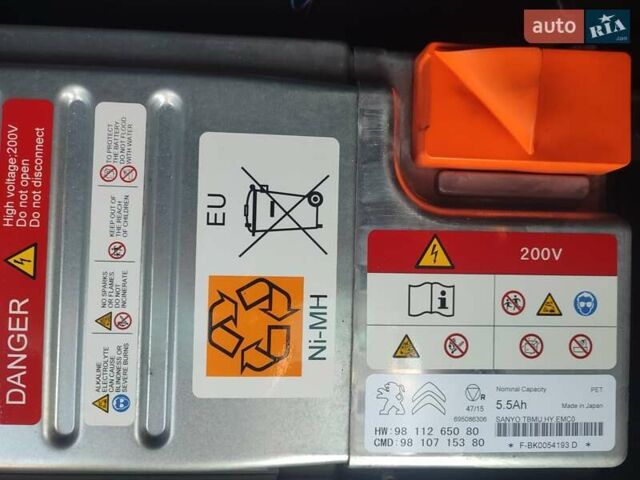 auto RIA.com
High voltage:200V
Do not open
Do not disconnect
DANGER
TO PROTECT
THE BATTERY
DO NOT FLOOD
WITH WATER
KEEP OUT OF
THE REACH
OF CHILDREN.
NO SPARKS
OR FLAMES.
DO NOT
INCINERATE.
ALKALINE
ELECTROLYTE
CAN CAUSE
BLINDNESS OR
SEVERE BURNS
EU
Ni-MH
200V
47/15
R
695086306
Nominal Capacity
PET
5.5Ah
Made in Japan
SANYO TBMU HY EMC0
HW: 98 112 650 80
CMD: 98 107 153 80
* F-BK0054193 D *